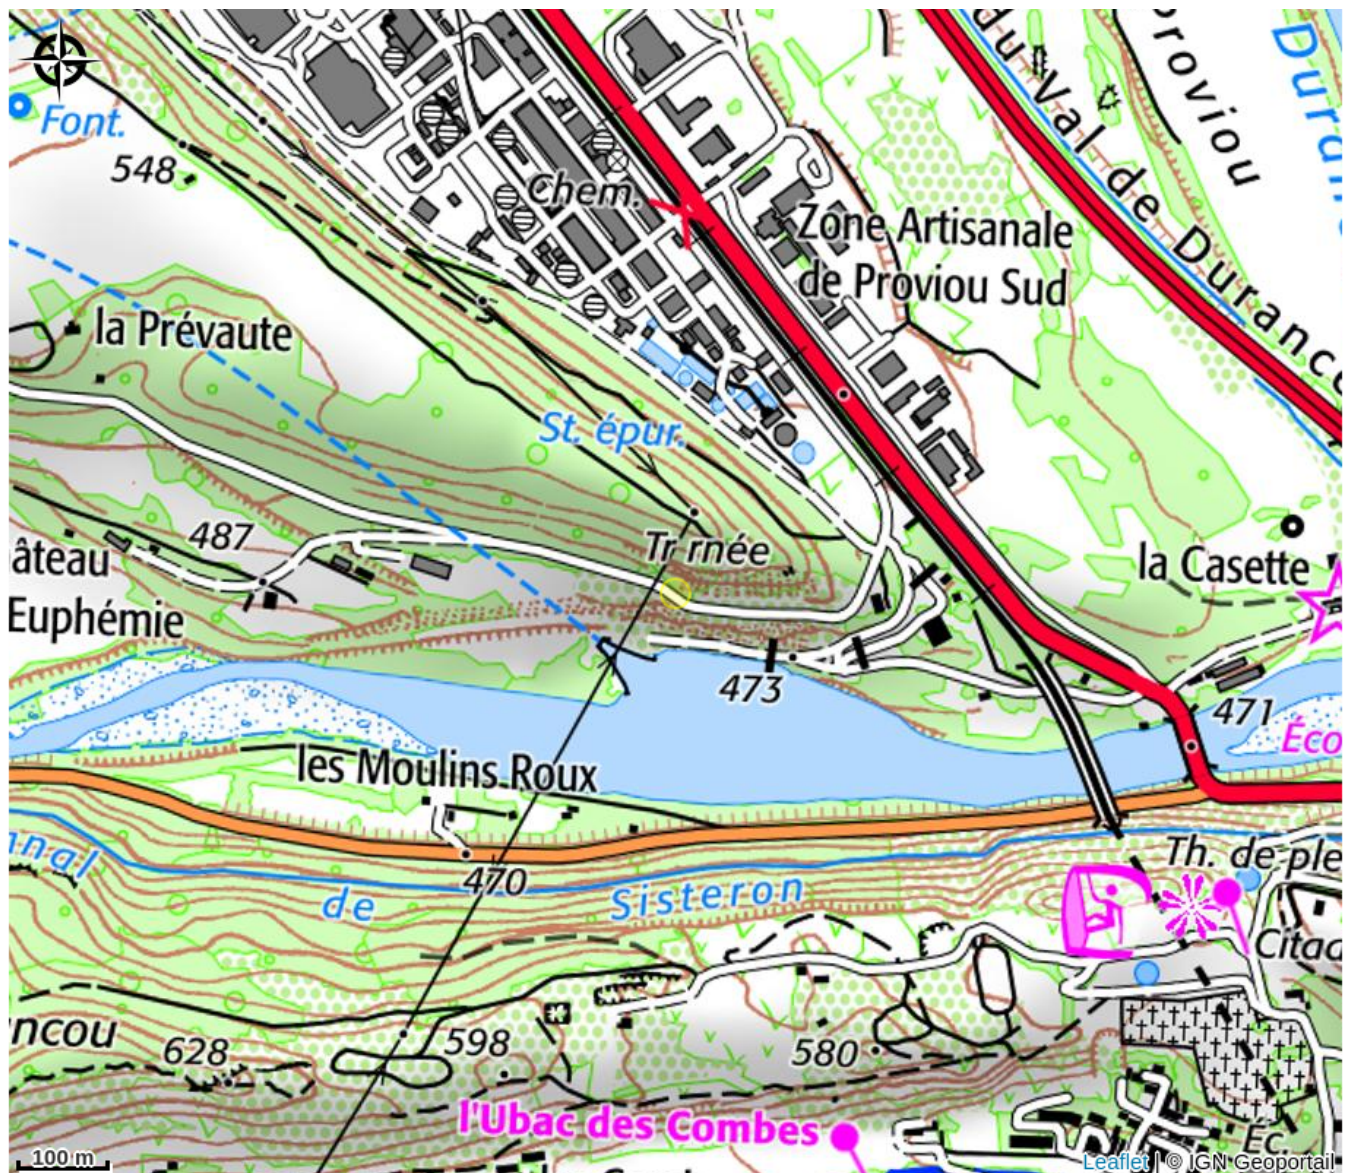 du Val de Durance
Proviou
Font.
548
Chem.
Zone Artisanale
de Proviou Sud
la Prévaute
St. épur.
487
la Casette
âteau
Euphémie
473
471
Éco
les Moulins Roux
470
de
Sisteron
Th. de ple
Citad
ncou
628
598
580
l'Ubac des Combes
Éc
100 m
Leaflet | © IGN Geoportail